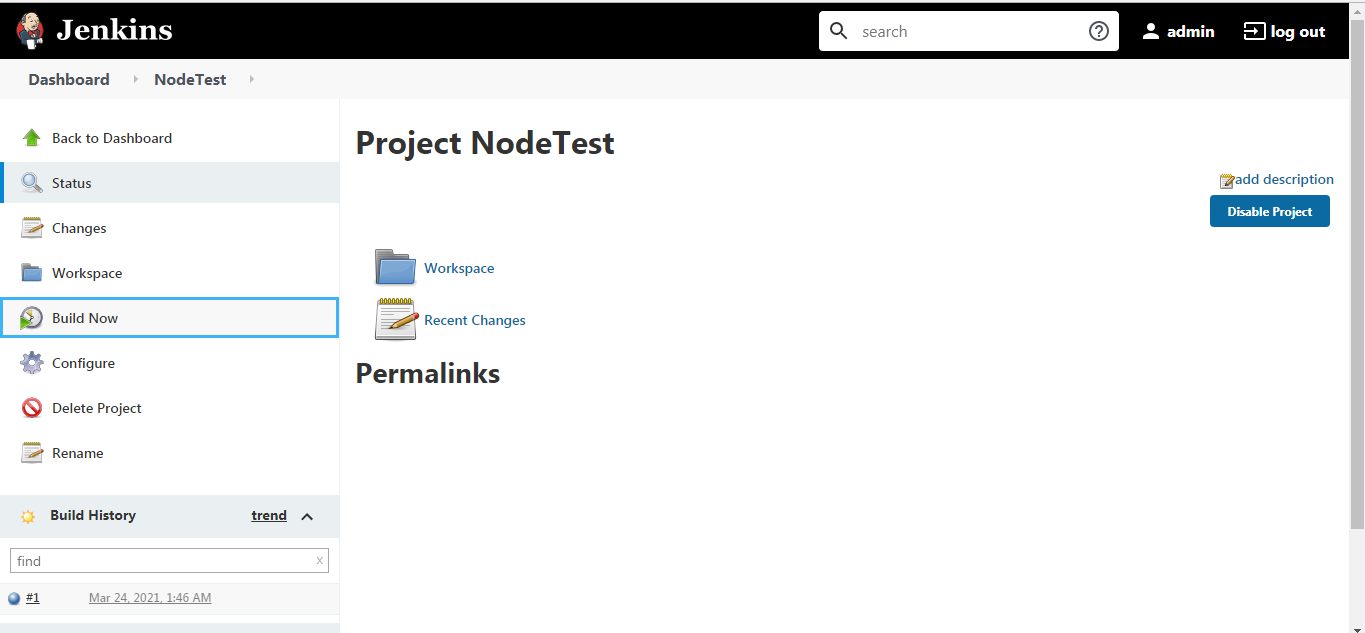 Jenkins
search
admin
log out
Dashboard
NodeTest
Back to Dashboard
Status
Changes
Workspace
Build Now
Configure
Delete Project
Rename
Build History
trend
find
x
#1
Mar 24, 2021, 1:46 AM
Project NodeTest
add description
Disable Project
Workspace
Recent Changes
Permalinks